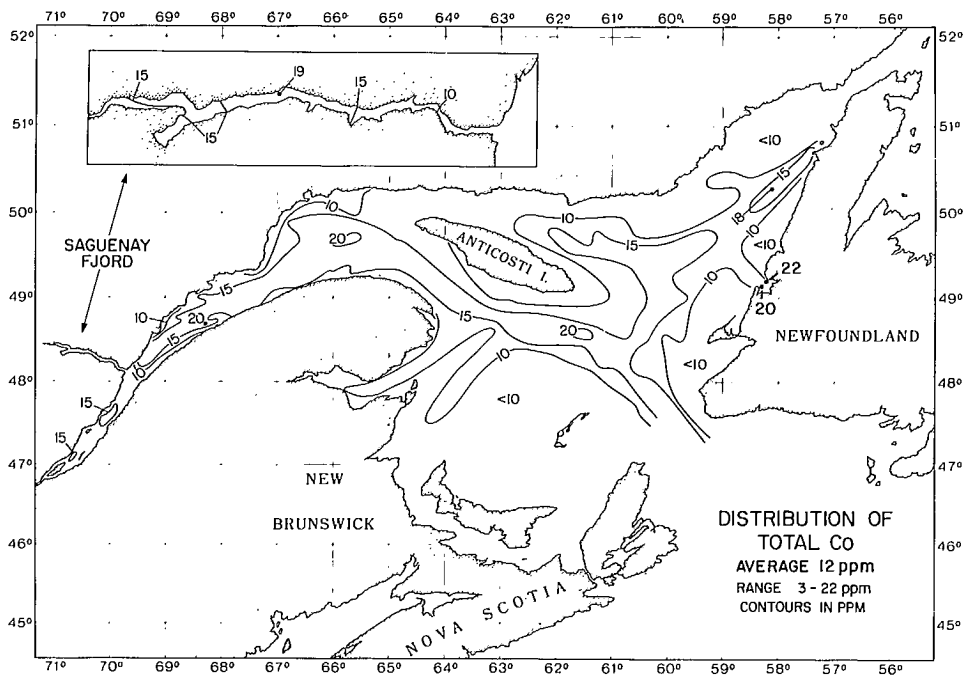 71° 70° 69° 68° 67° 66° 65° 64° 63° 62° 61° 60° 59° 58° 57° 56°
52° 52°
15 19 15 10
15
51° 51°
<10
15
50° 50°
10 10 18
SAGUENAY
FJORD
20 ANTICOSTI I. 15 10
<10
22
49° 49°
15 10
20
10 20 15 20 NEWFOUNDLAND
15
10 10 <10
48° 48°
15 <10
15
47° 47°
NEW
BRUNSWICK
46° 46°
NOVA SCOTIA
45° 45°
DISTRIBUTION OF
TOTAL Co
AVERAGE 12 ppm
RANGE 3 - 22 ppm
CONTOURS IN PPM
71° 70° 69° 68° 67° 66° 65° 64° 63° 62° 61° 60° 59° 58° 57° 56°